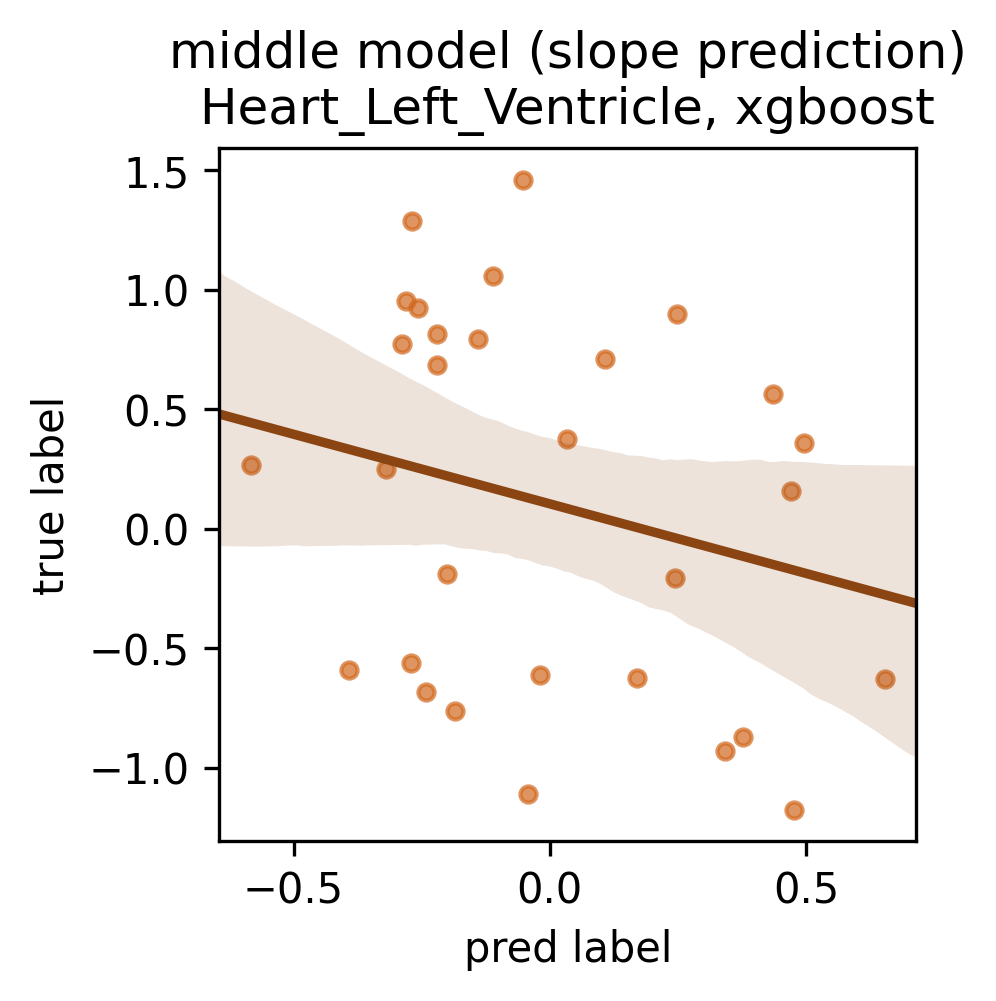 middle model (slope prediction)
Heart_Left_Ventricle, xgboost
1.5
1.0
0.5
0.0
−0.5
−1.0
true label
−0.5 0.0 0.5
pred label